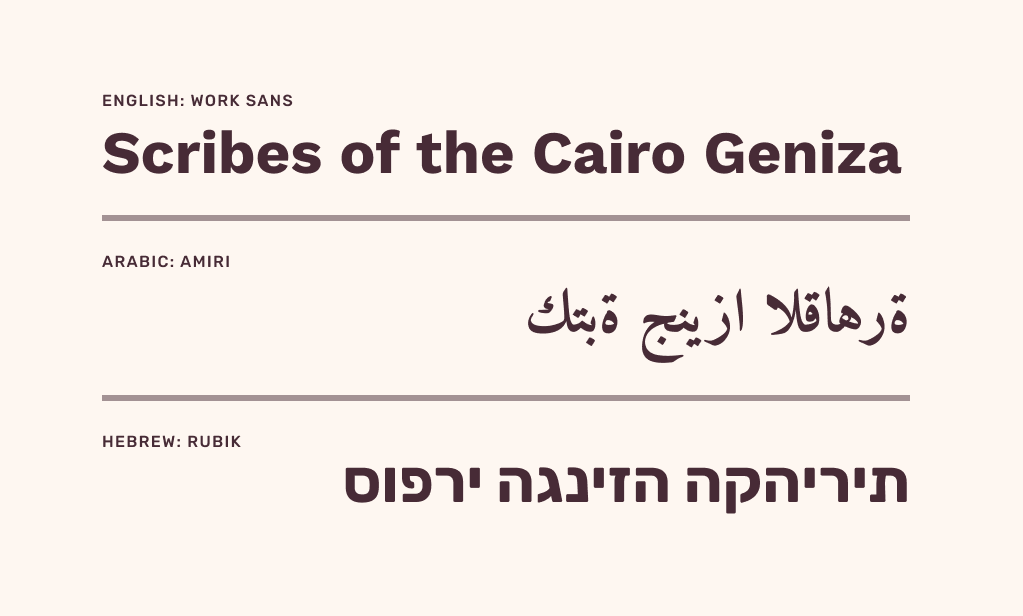 ENGLISH: WORK SANS
Scribes of the Cairo Geniza
ARABIC: AMIRI
ةرهاقلا ازينج ةبتك
HEBREW: RUBIK
תיריהקה הזינגה ירפוס